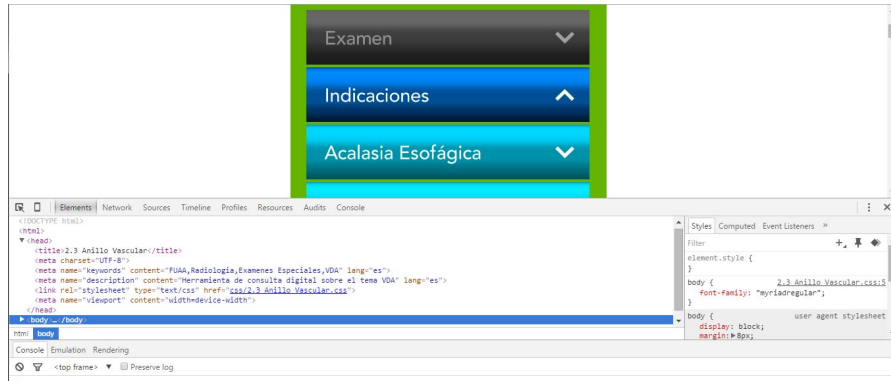 Examen
Indicaciones
Acalasia Esofágica
Elements Network Sources Timeline Profiles Resources Audits Console
<!DOCTYPE html>
<html>
▼<head>
<title>2.3 Anillo Vascular</title>
<meta charset="UTF-8">
<meta name="keywords" content="FUAA,Radiologia,Examenes Especiales,VDA" lang="es">
<meta name="description" content="Herramienta de consulta digital sobre el tema VDA" lang="es">
<link rel="stylesheet" type="text/css" href="css/2.3 Anillo Vascular.css">
<meta name="viewport" content="width=device-width">
</head>
▶<body>…</body>
html body
Styles Computed Event Listeners »
Filter
element.style {
}
body { 2.3 Anillo Vascular.css:5
font-family: "myriadregular";
}
body { user agent stylesheet
display: block;
margin:▶8px;
Console Emulation Rendering
<top frame> ▼ Preserve log